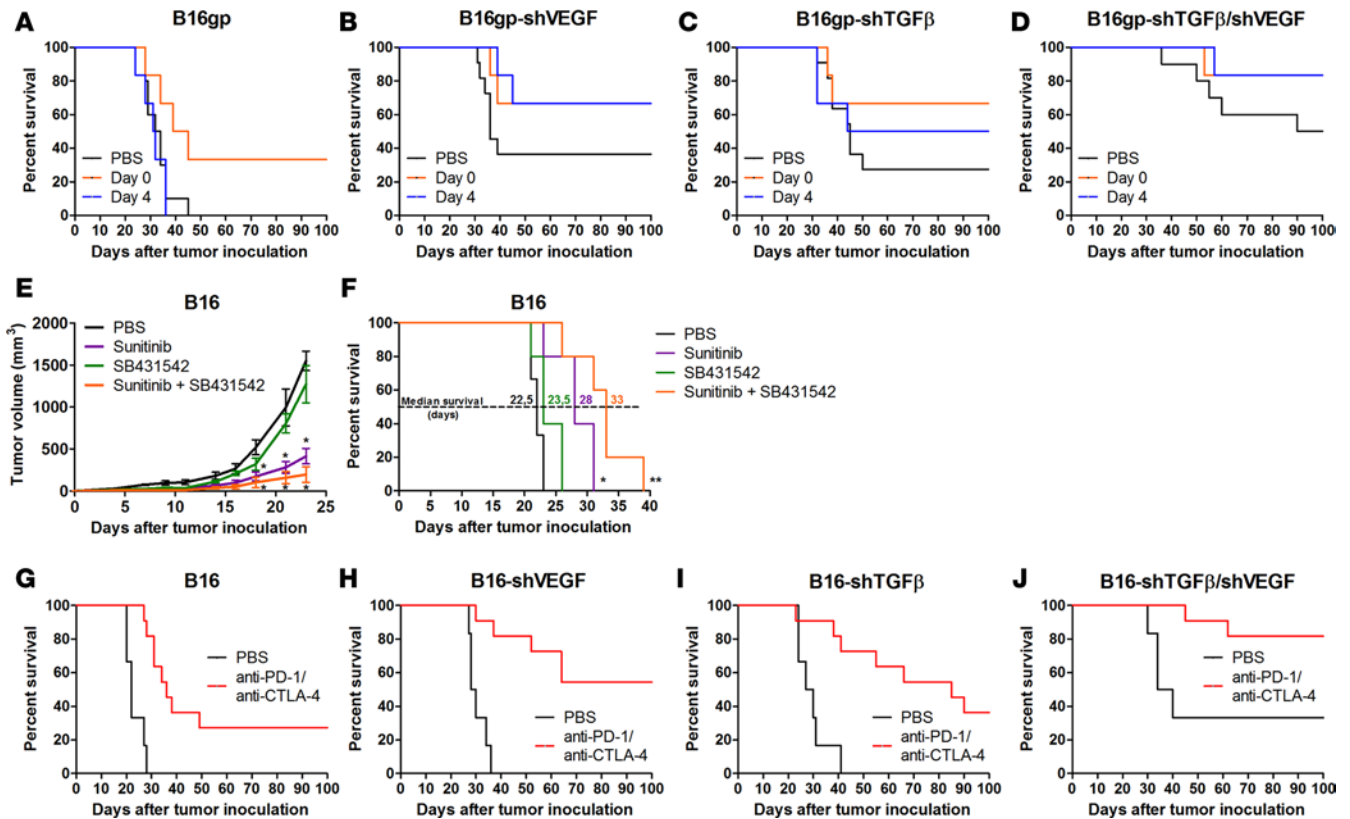 A
B16gp
Percent survival
100
80
60
40
20
0
PBS
Day 0
Day 4
0 10 20 30 40 50 60 70 80 90 100
Days after tumor inoculation
B
B16gp-shVEGF
Percent survival
100
80
60
40
20
0
PBS
Day 0
Day 4
0 10 20 30 40 50 60 70 80 90 100
Days after tumor inoculation
C
B16gp-shTGFβ
Percent survival
100
80
60
40
20
0
PBS
Day 0
Day 4
0 10 20 30 40 50 60 70 80 90 100
Days after tumor inoculation
D
B16gp-shTGFβ/shVEGF
Percent survival
100
80
60
40
20
0
PBS
Day 0
Day 4
0 10 20 30 40 50 60 70 80 90 100
Days after tumor inoculation
E
B16
Tumor volume (mm³)
2000
1500
1000
500
0
PBS
Sunitinib
SB431542
Sunitinib + SB431542
* * *
* * *
0 5 10 15 20 25
Days after tumor inoculation
F
B16
Percent survival
100
80
60
40
20
0
Median survival
(days)
22,5 23,5 28 33
* **
0 5 10 15 20 25 30 35 40
Days after tumor inoculation
PBS
Sunitinib
SB431542
Sunitinib + SB431542
G
B16
Percent survival
100
80
60
40
20
0
PBS
anti-PD-1/
anti-CTLA-4
0 10 20 30 40 50 60 70 80 90 100
Days after tumor inoculation
H
B16-shVEGF
Percent survival
100
80
60
40
20
0
PBS
anti-PD-1/
anti-CTLA-4
0 10 20 30 40 50 60 70 80 90 100
Days after tumor inoculation
I
B16-shTGFβ
Percent survival
100
80
60
40
20
0
PBS
anti-PD-1/
anti-CTLA-4
0 10 20 30 40 50 60 70 80 90 100
Days after tumor inoculation
J
B16-shTGFβ/shVEGF
Percent survival
100
80
60
40
20
0
PBS
anti-PD-1/
anti-CTLA-4
0 10 20 30 40 50 60 70 80 90 100
Days after tumor inoculation